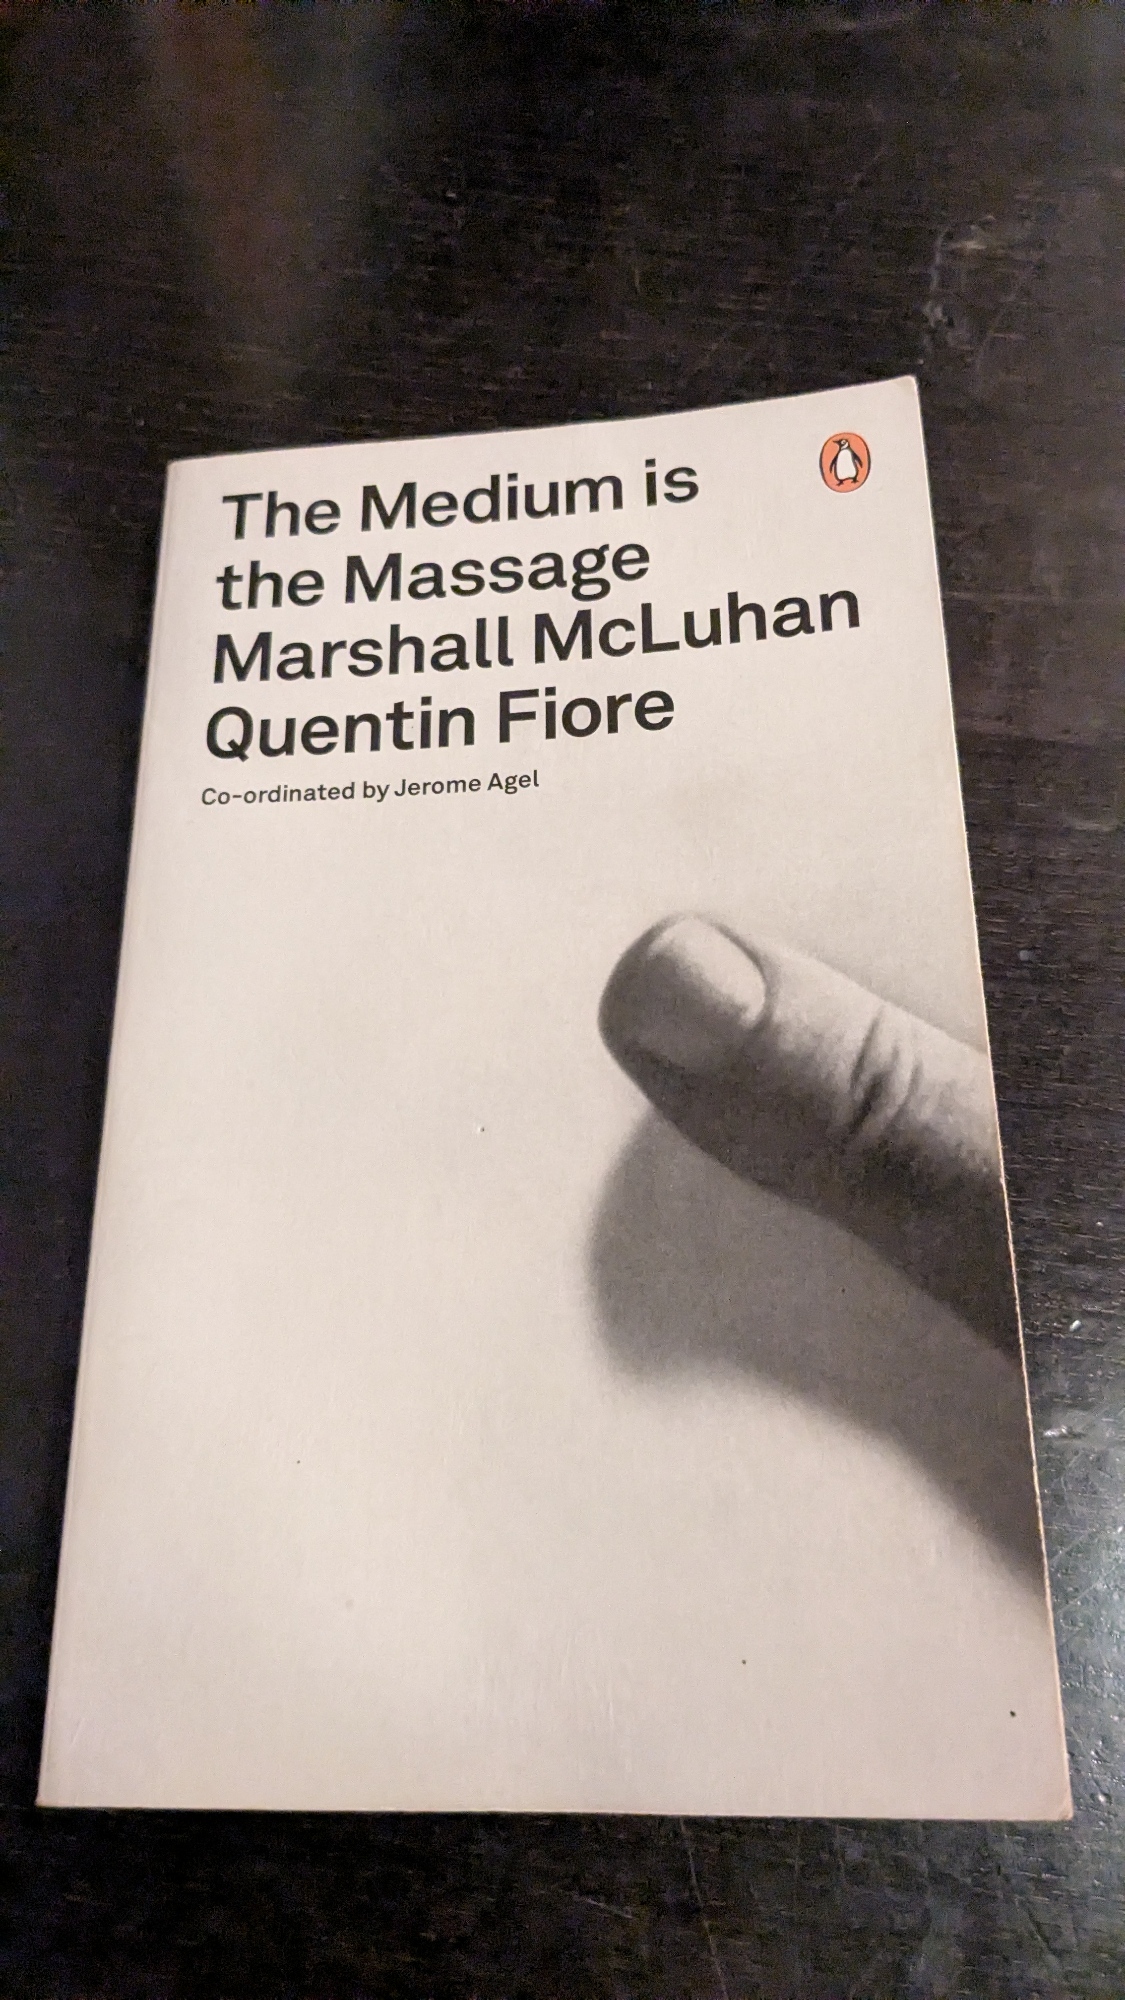 The Medium is
the Massage
Marshall McLuhan
Quentin Fiore
Co-ordinated by Jerome Agel